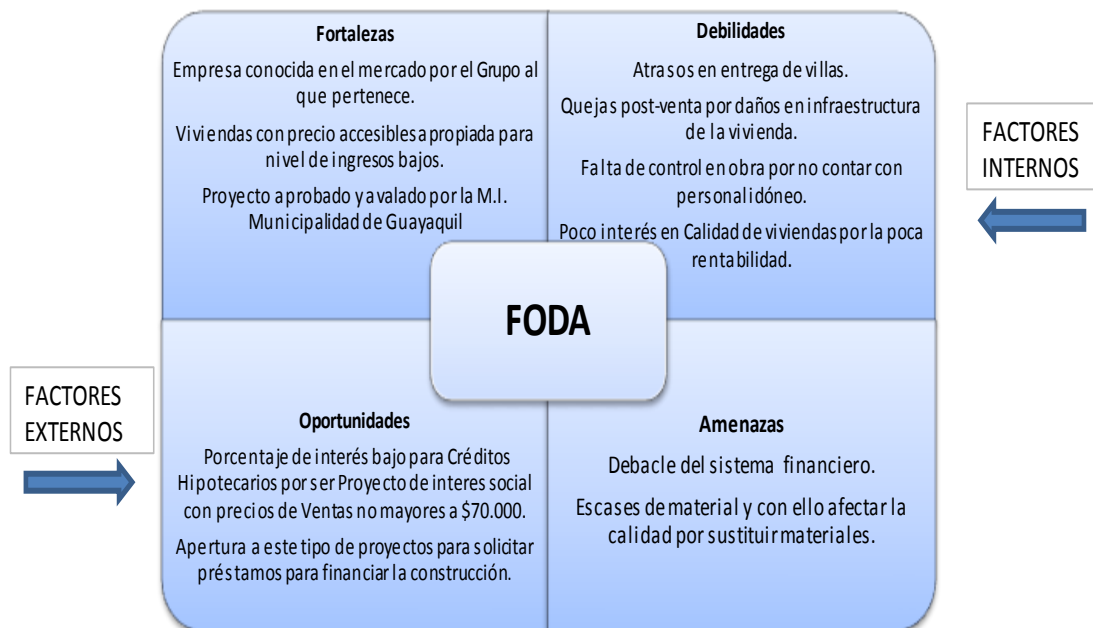 Fortalezas
Empresa conocida en el mercado por el Grupo al
que pertenece.
Viviendas con precio accesibles apropiada para
nivel de ingresos bajos.
Proyecto aprobado y avalado por la M.I.
Municipalidad de Guayaquil
Debilidades
Atrasos en entrega de villas.
Quejas post-venta por daños en infraestructura
de la vivienda.
Falta de control en obra por no contar con
personal idóneo.
Poco interés en Calidad de viviendas por la poca
rentabilidad.
FACTORES
INTERNOS
FODA
FACTORES
EXTERNOS
Oportunidades
Porcentaje de interés bajo para Créditos
Hipotecarios por ser Proyecto de interes social
con precios de Ventas no mayores a $70.000.
Apertura a este tipo de proyectos para solicitar
préstamos para financiar la construcción.
Amenazas
Debacle del sistema financiero.
Escases de material y con ello afectar la
calidad por sustituir materiales.